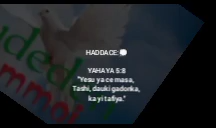 HADDACE
YAHAYA 5:8
"Yesu ya ce masa,
Tashi, dauki gadonka,
ka yi tafiya."